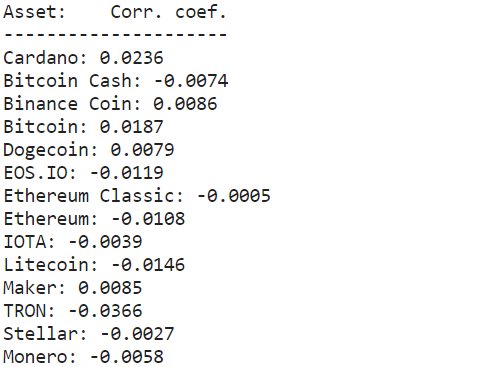 Asset:    Corr. coef.
---------------------
Cardano: 0.0236
Bitcoin Cash: -0.0074
Binance Coin: 0.0086
Bitcoin: 0.0187
Dogecoin: 0.0079
EOS.IO: -0.0119
Ethereum Classic: -0.0005
Ethereum: -0.0108
IOTA: -0.0039
Litecoin: -0.0146
Maker: 0.0085
TRON: -0.0366
Stellar: -0.0027
Monero: -0.0058